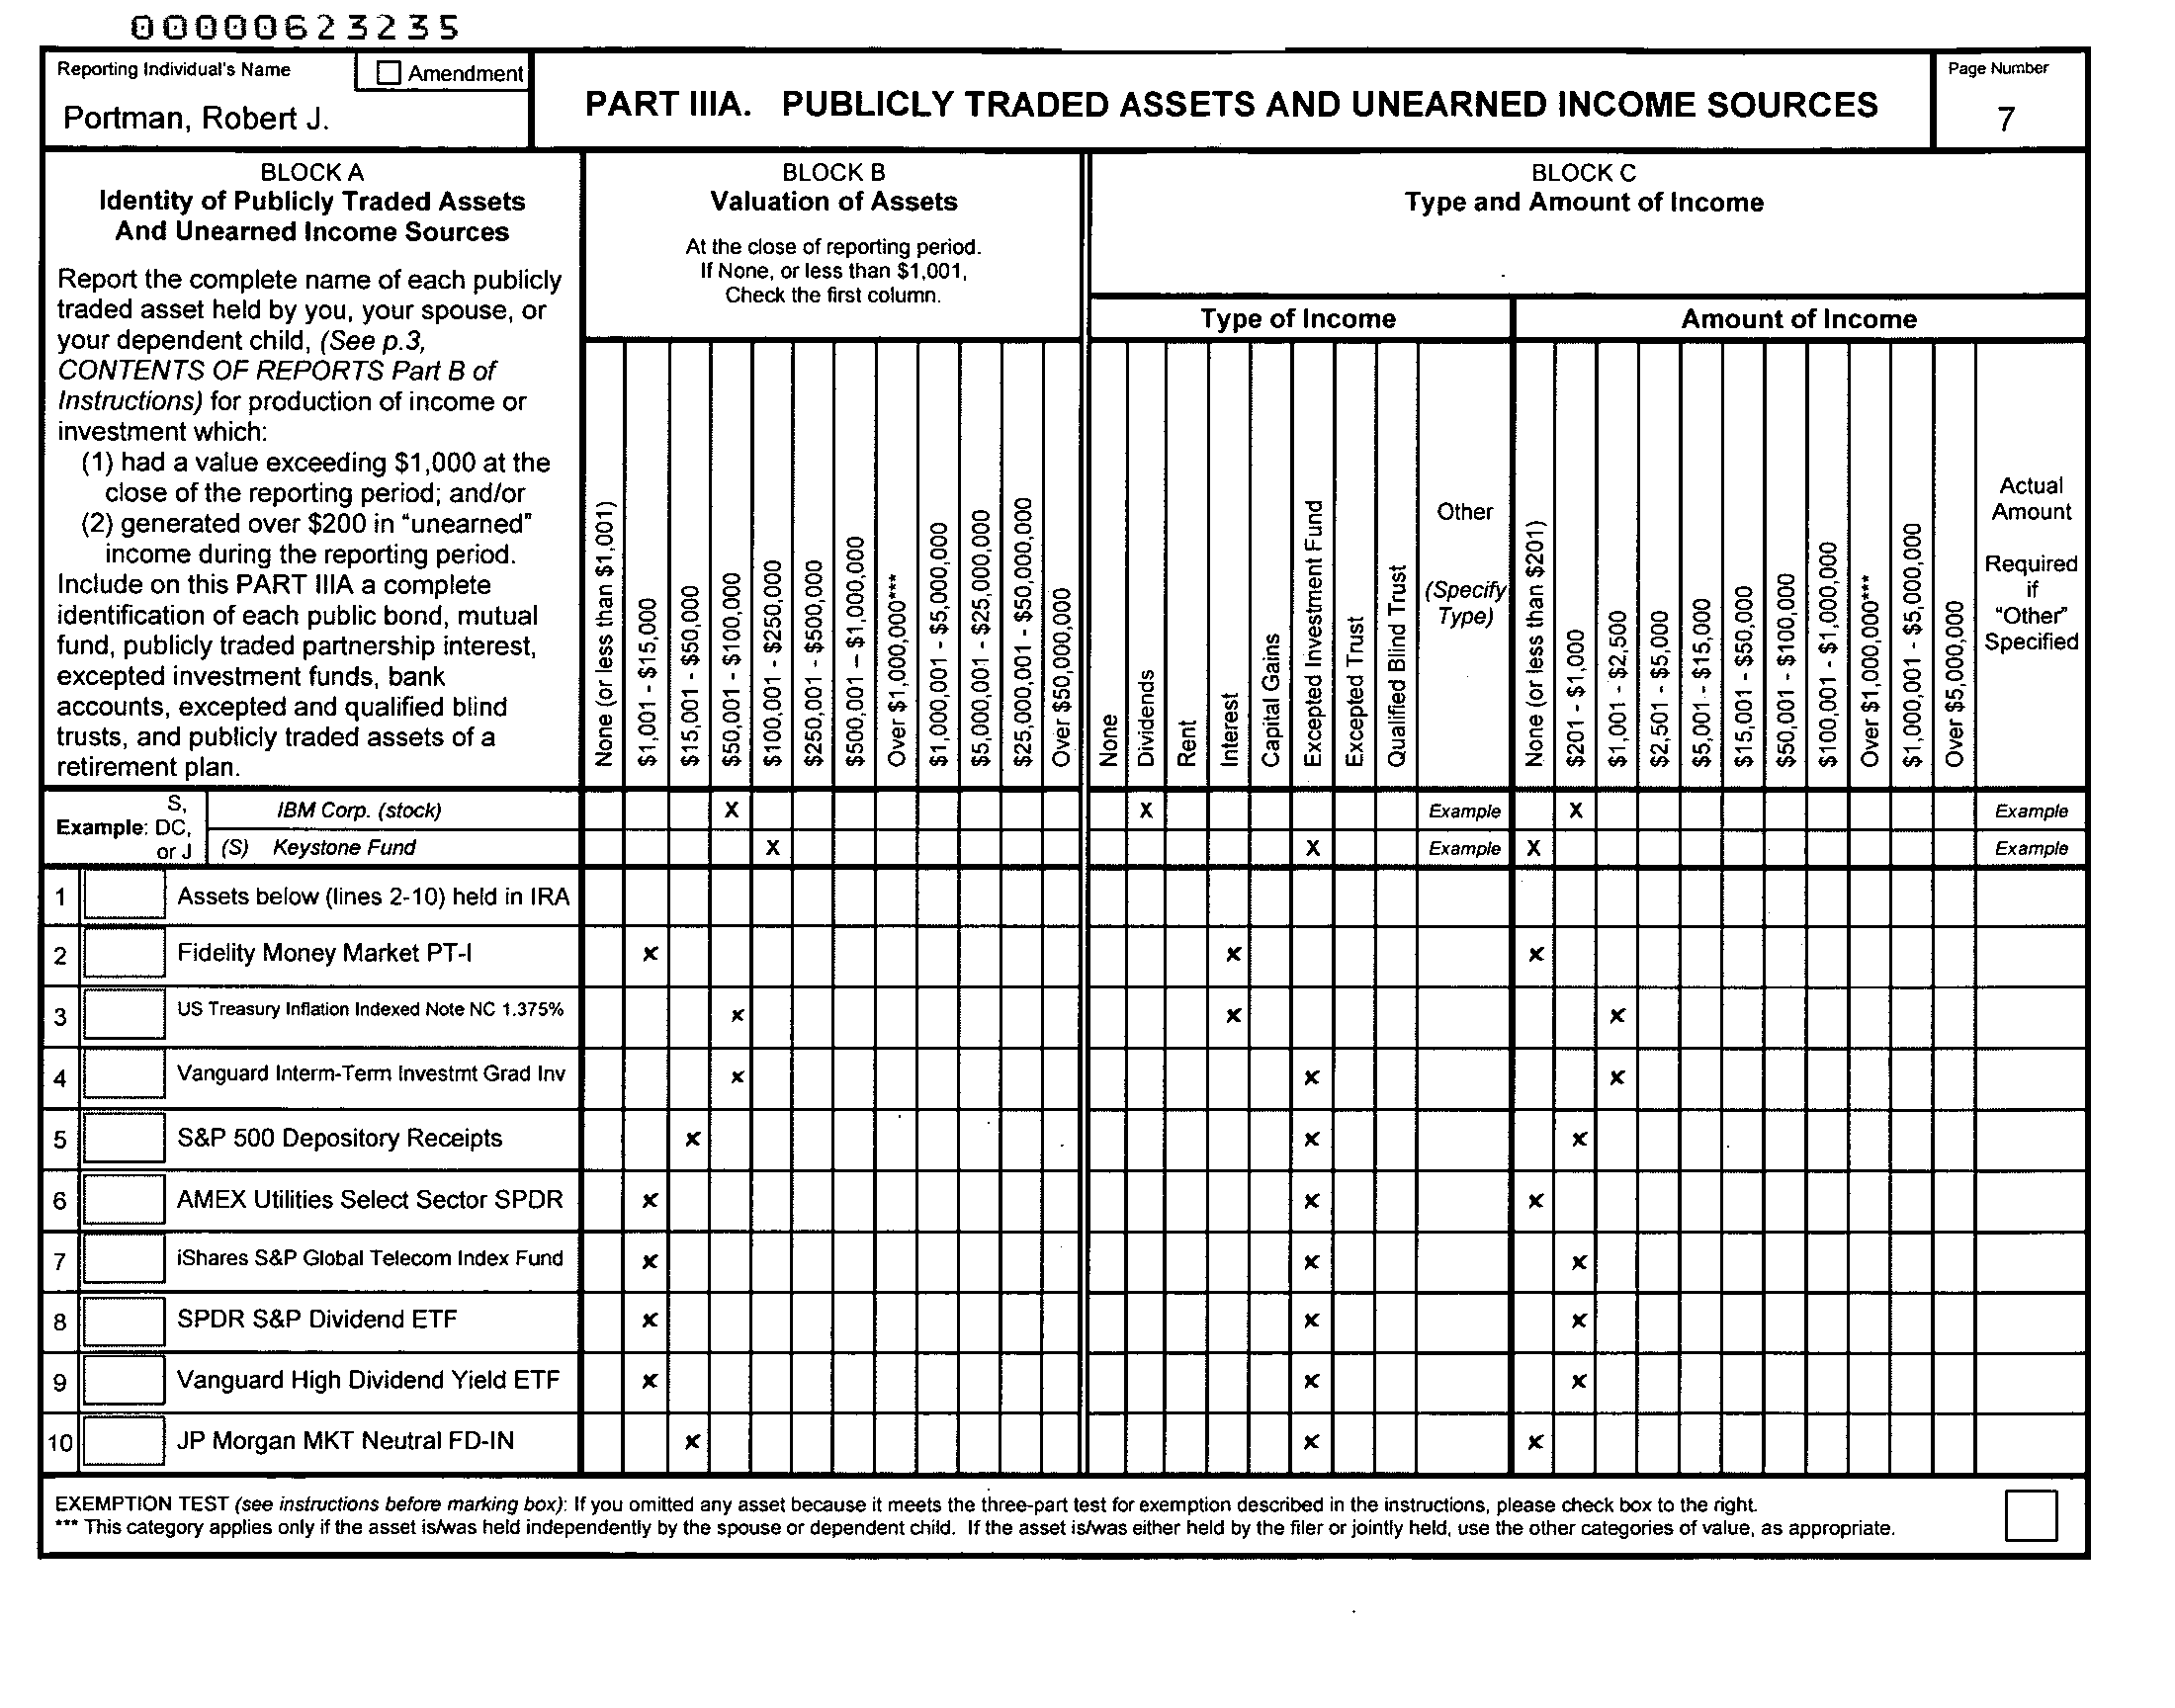 00000623235
Reporting Individual's Name
☐ Amendment
Portman, Robert J.
PART IIIA. PUBLICLY TRADED ASSETS AND UNEARNED INCOME SOURCES
Page Number
7
BLOCK A
Identity of Publicly Traded Assets
And Unearned Income Sources
Report the complete name of each publicly
traded asset held by you, your spouse, or
your dependent child, (See p.3,
CONTENTS OF REPORTS Part B of
Instructions) for production of income or
investment which:
(1) had a value exceeding $1,000 at the
close of the reporting period; and/or
(2) generated over $200 in "unearned"
income during the reporting period.
Include on this PART IIIA a complete
identification of each public bond, mutual
fund, publicly traded partnership interest,
excepted investment funds, bank
accounts, excepted and qualified blind
trusts, and publicly traded assets of a
retirement plan.
BLOCK B
Valuation of Assets
At the close of reporting period.
If None, or less than $1,001,
Check the first column.
None (or less than $1,001)
$1,001 - $15,000
$15,001 - $50,000
$50,001 - $100,000
$100,001 - $250,000
$250,001 - $500,000
$500,001 – $1,000,000
Over $1,000,000***
$1,000,001 - $5,000,000
$5,000,001 - $25,000,000
$25,000,001 - $50,000,000
Over $50,000,000
BLOCK C
Type and Amount of Income
Type of Income
None
Dividends
Rent
Interest
Capital Gains
Excepted Investment Fund
Excepted Trust
Qualified Blind Trust
Other
(Specify
Type)
Amount of Income
None (or less than $201)
$201 - $1,000
$1,001 - $2,500
$2,501 - $5,000
$5,001 - $15,000
$15,001 - $50,000
$50,001 - $100,000
$100,001 - $1,000,000
Over $1,000,000***
$1,000,001 - $5,000,000
Over $5,000,000
Actual
Amount
Required
if
"Other"
Specified
Example: S, DC, or J
IBM Corp. (stock) X X Example X Example
(S) Keystone Fund X X Example X Example
1 Assets below (lines 2-10) held in IRA
2 Fidelity Money Market PT-I x x x
3 US Treasury Inflation Indexed Note NC 1.375% x x x
4 Vanguard Interm-Term Investmt Grad Inv x x x
5 S&P 500 Depository Receipts x x x
6 AMEX Utilities Select Sector SPDR x x x
7 iShares S&P Global Telecom Index Fund x x x
8 SPDR S&P Dividend ETF x x x
9 Vanguard High Dividend Yield ETF x x x
10 JP Morgan MKT Neutral FD-IN x x x
EXEMPTION TEST (see instructions before marking box): If you omitted any asset because it meets the three-part test for exemption described in the instructions, please check box to the right.
*** This category applies only if the asset is/was held independently by the spouse or dependent child. If the asset is/was either held by the filer or jointly held, use the other categories of value, as appropriate.